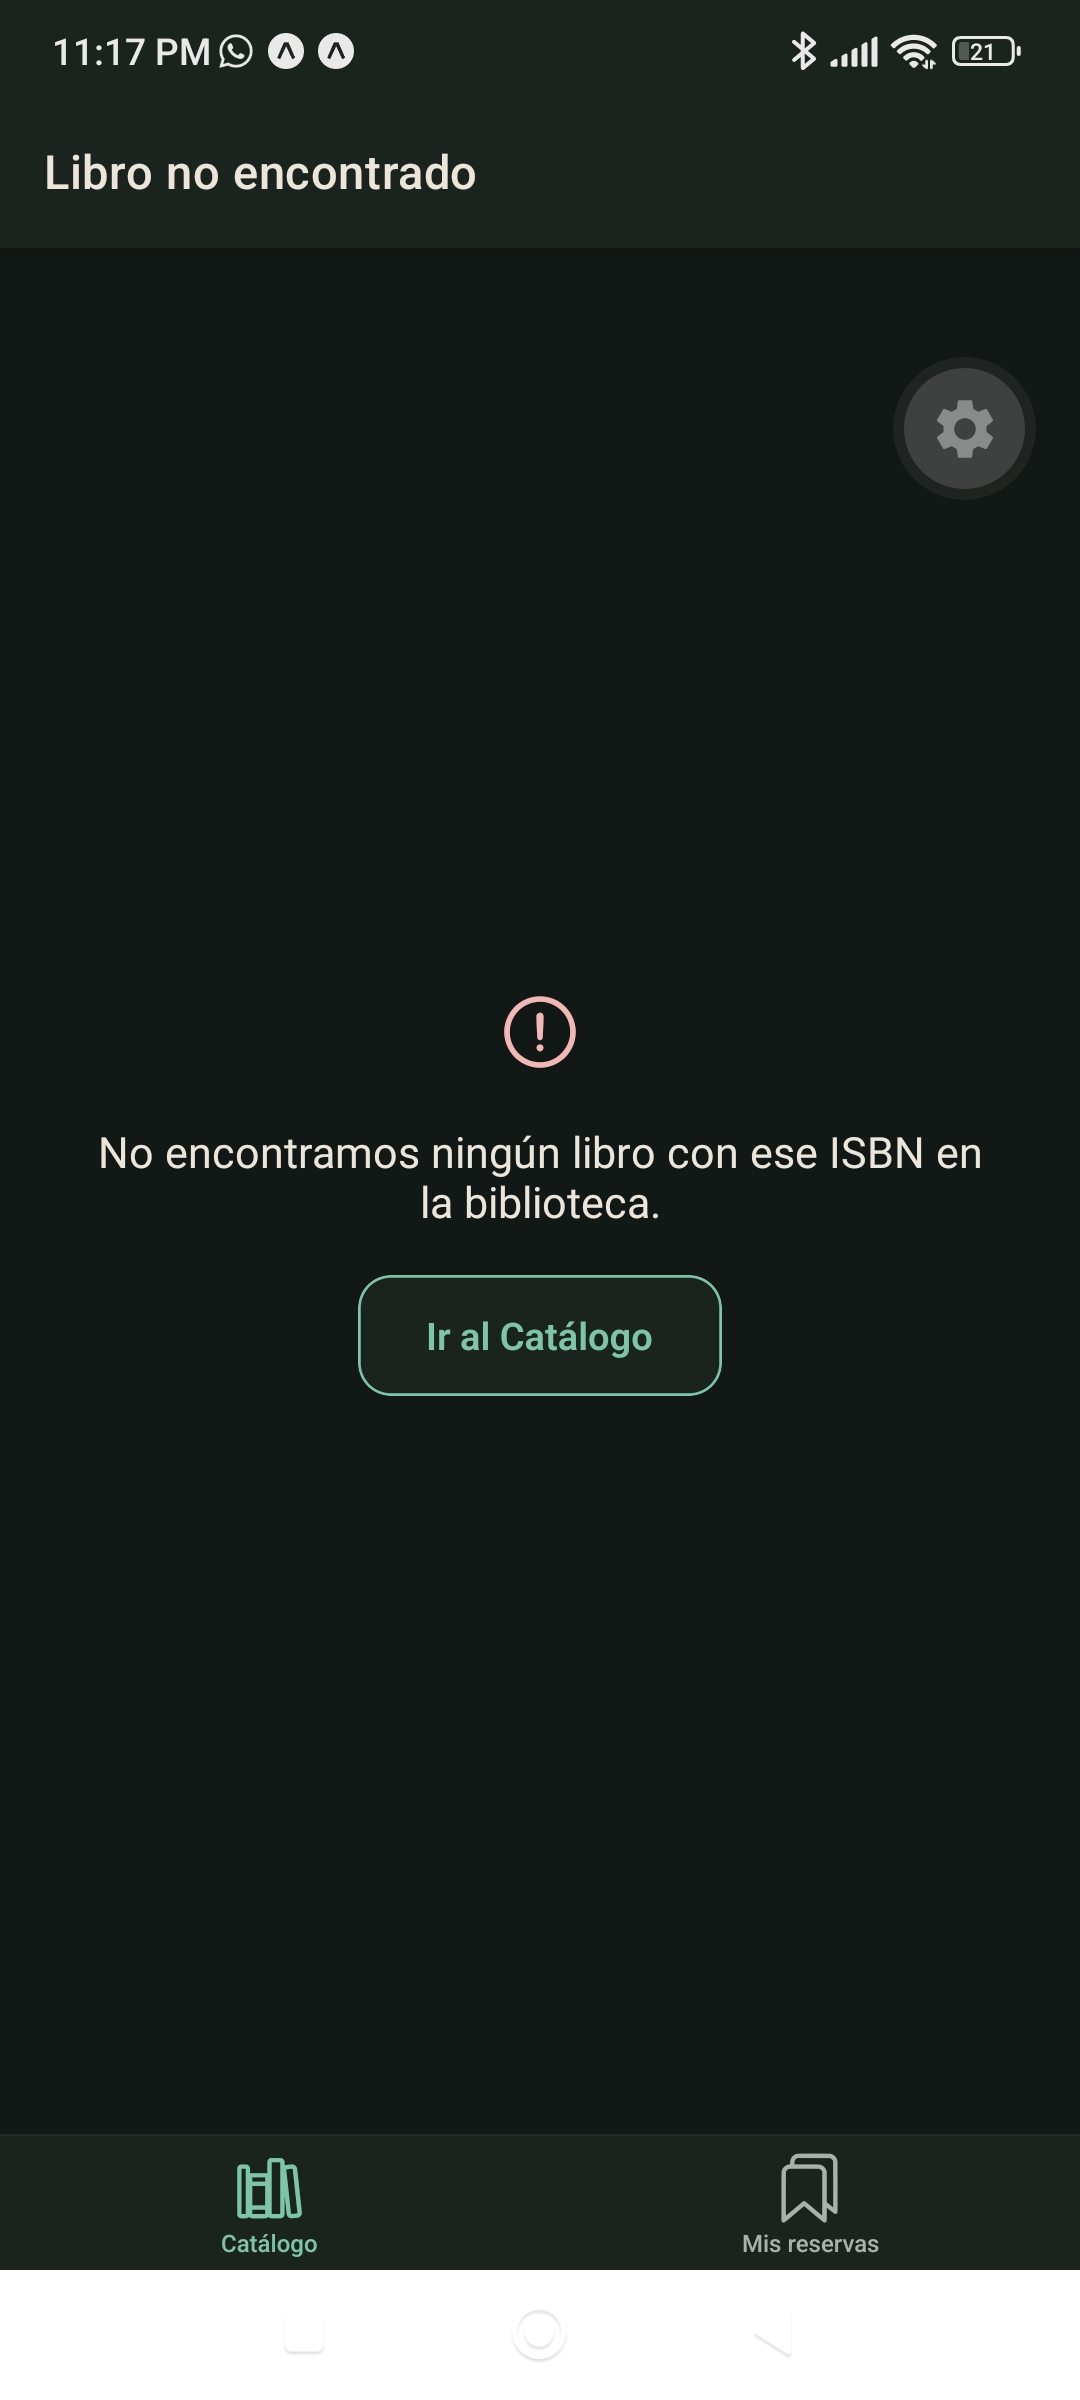 11:17 PM
21
Libro no encontrado
No encontramos ningún libro con ese ISBN en
la biblioteca.
Ir al Catálogo
Catálogo
Mis reservas